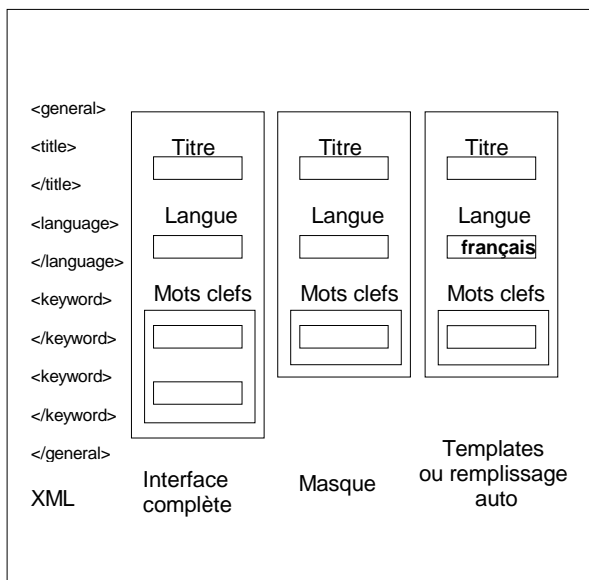 <general>
<title>
</title>
<language>
</language>
<keyword>
</keyword>
<keyword>
</keyword>
</general>
XML
Titre
Langue
Mots clefs
Interface
complète
Titre
Langue
Mots clefs
Masque
Titre
Langue
français
Mots clefs
Templates
ou remplissage
auto